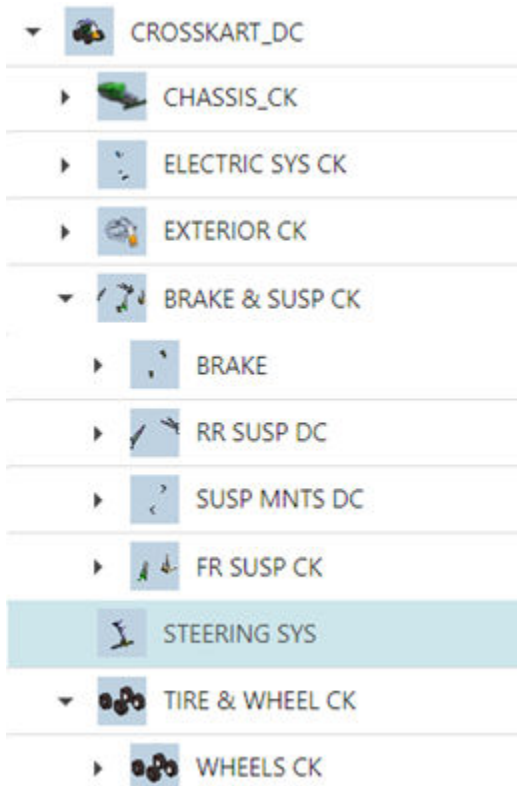 CROSSKART_DC
CHASSIS_CK
ELECTRIC SYS CK
EXTERIOR CK
BRAKE & SUSP CK
BRAKE
RR SUSP DC
SUSP MNTS DC
FR SUSP CK
STEERING SYS
TIRE & WHEEL CK
WHEELS CK